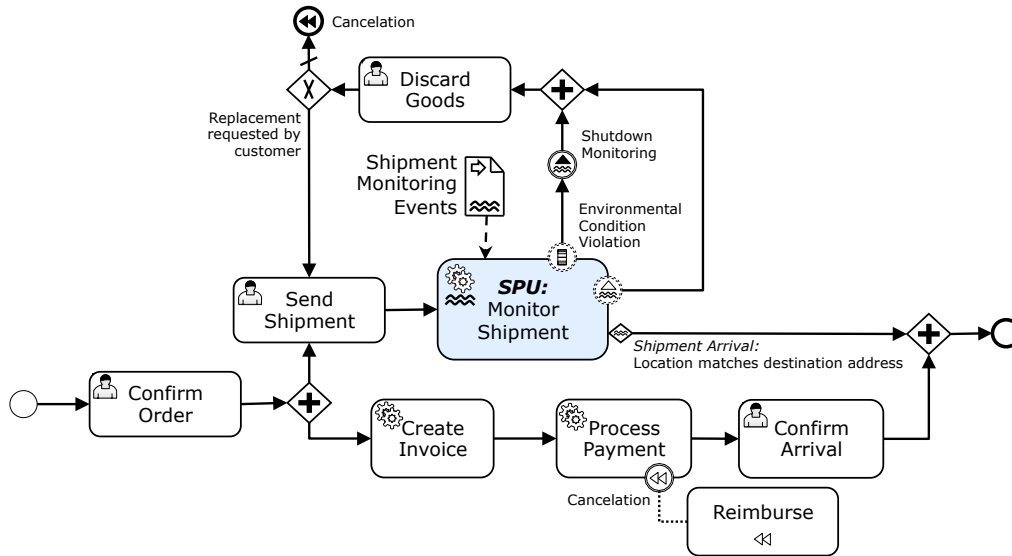 Cancelation
Discard
Goods
Replacement
requested by
customer
Shutdown
Monitoring
Shipment
Monitoring
Events
Environmental
Condition
Violation
Send
Shipment
SPU:
Monitor
Shipment
Shipment Arrival:
Location matches destination address
Confirm
Order
Create
Invoice
Process
Payment
Confirm
Arrival
Cancelation
Reimburse